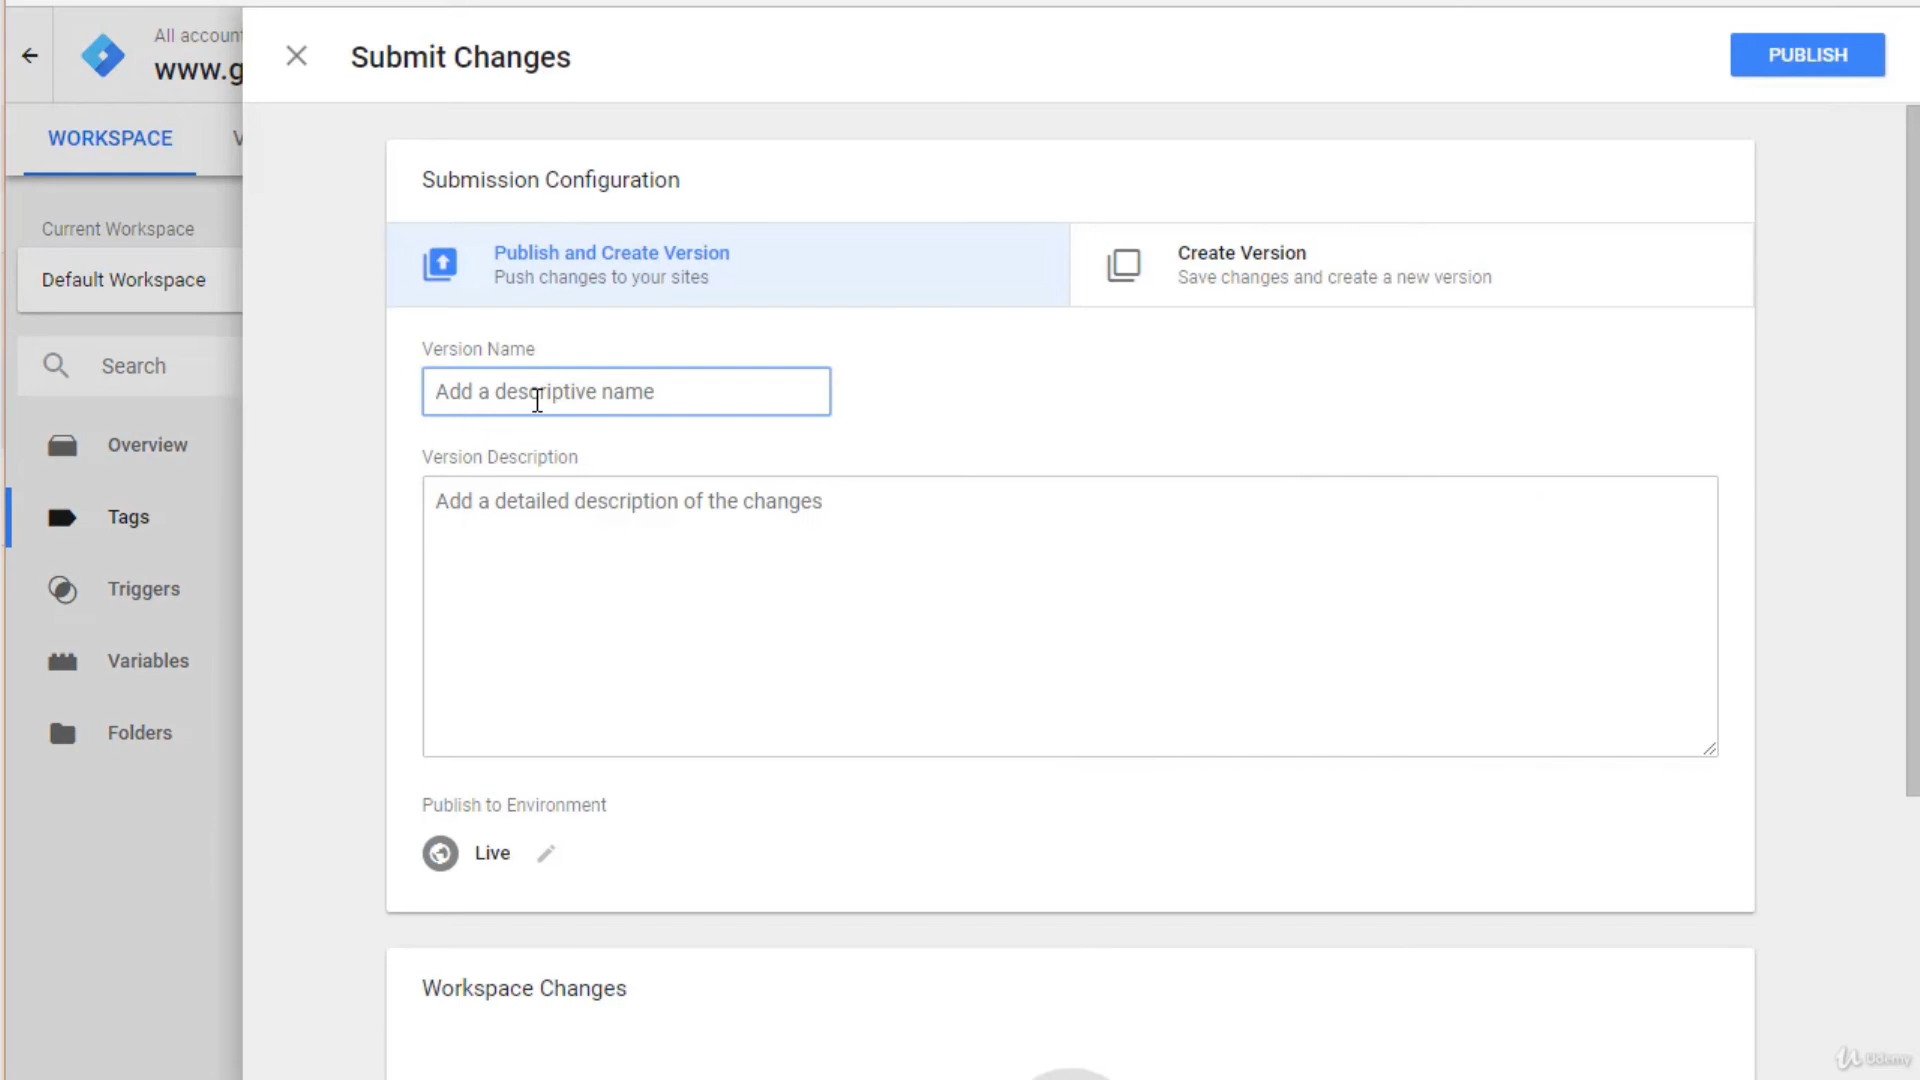 All account
www.g
Submit Changes
PUBLISH
WORKSPACE
V
Submission Configuration
Current Workspace
Default Workspace
Publish and Create Version
Push changes to your sites
Create Version
Save changes and create a new version
Version Name
Add a descriptive name
Search
Version Description
Add a detailed description of the changes
Overview
Tags
Triggers
Variables
Folders
Publish to Environment
Live
Workspace Changes
Udemy